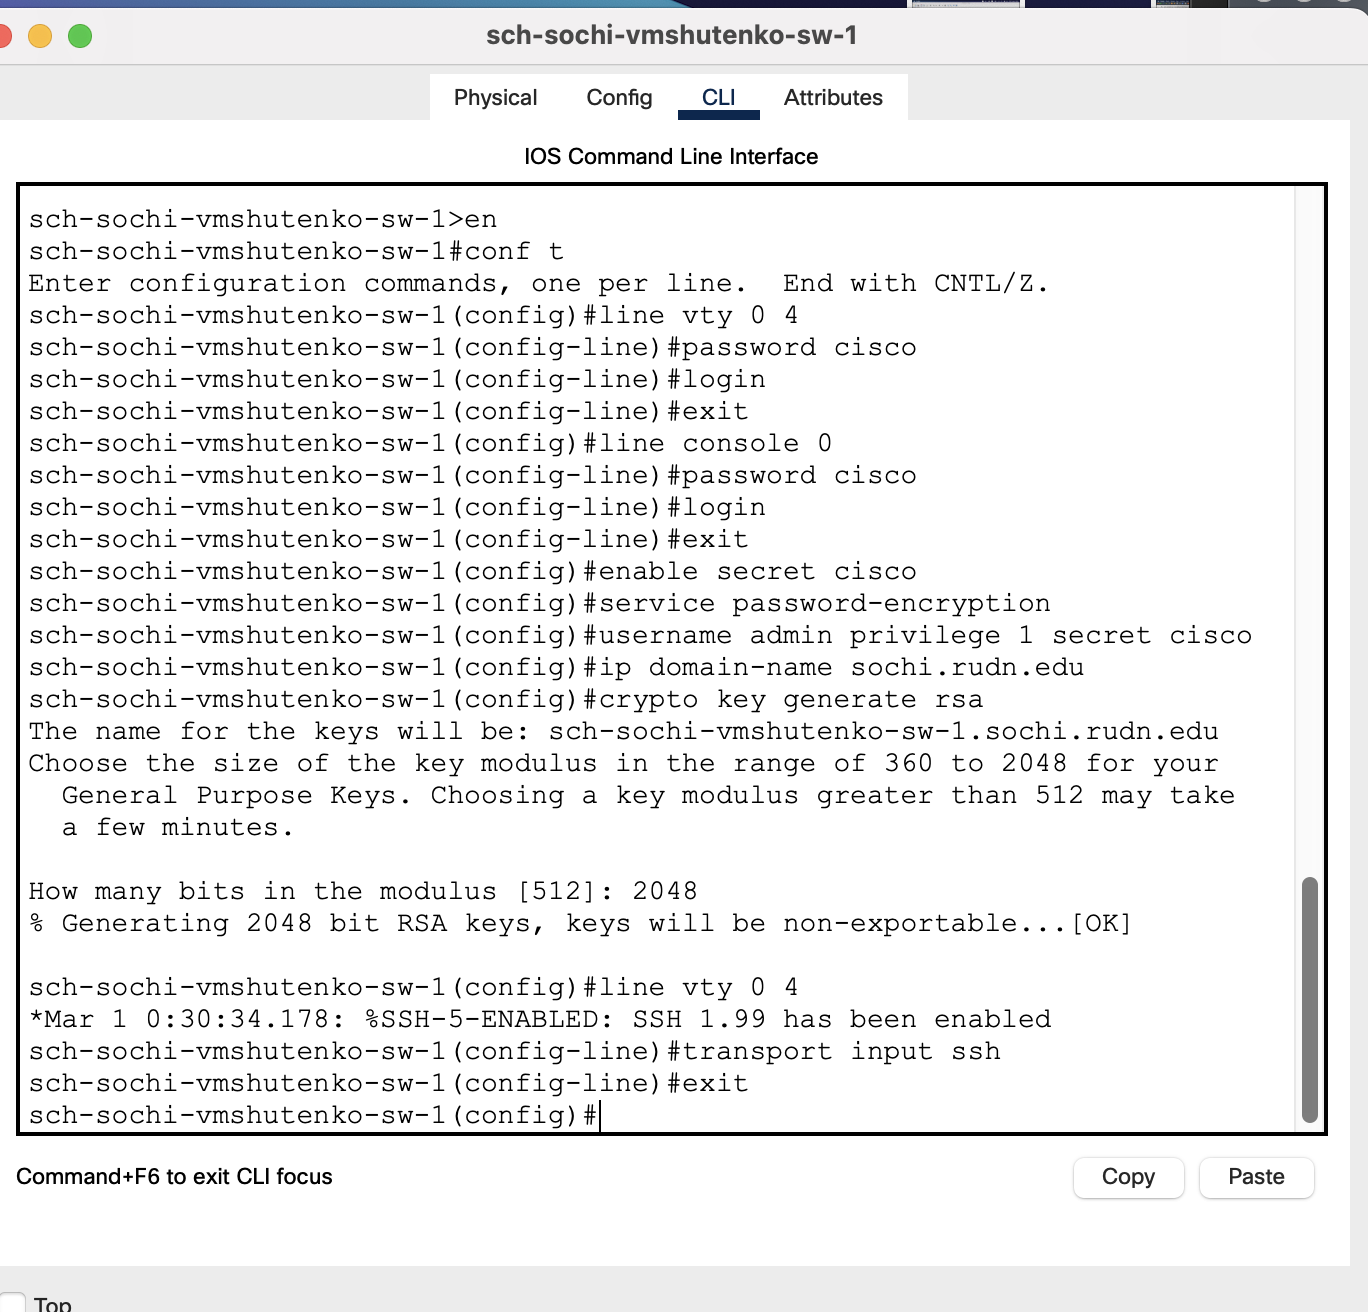 sch-sochi-vmshutenko-sw-1
Physical Config CLI Attributes
IOS Command Line Interface
sch-sochi-vmshutenko-sw-1>en
sch-sochi-vmshutenko-sw-1#conf t
Enter configuration commands, one per line.  End with CNTL/Z.
sch-sochi-vmshutenko-sw-1(config)#line vty 0 4
sch-sochi-vmshutenko-sw-1(config-line)#password cisco
sch-sochi-vmshutenko-sw-1(config-line)#login
sch-sochi-vmshutenko-sw-1(config-line)#exit
sch-sochi-vmshutenko-sw-1(config)#line console 0
sch-sochi-vmshutenko-sw-1(config-line)#password cisco
sch-sochi-vmshutenko-sw-1(config-line)#login
sch-sochi-vmshutenko-sw-1(config-line)#exit
sch-sochi-vmshutenko-sw-1(config)#enable secret cisco
sch-sochi-vmshutenko-sw-1(config)#service password-encryption
sch-sochi-vmshutenko-sw-1(config)#username admin privilege 1 secret cisco
sch-sochi-vmshutenko-sw-1(config)#ip domain-name sochi.rudn.edu
sch-sochi-vmshutenko-sw-1(config)#crypto key generate rsa
The name for the keys will be: sch-sochi-vmshutenko-sw-1.sochi.rudn.edu
Choose the size of the key modulus in the range of 360 to 2048 for your
  General Purpose Keys. Choosing a key modulus greater than 512 may take
  a few minutes.
How many bits in the modulus [512]: 2048
% Generating 2048 bit RSA keys, keys will be non-exportable...[OK]
sch-sochi-vmshutenko-sw-1(config)#line vty 0 4
*Mar 1 0:30:34.178: %SSH-5-ENABLED: SSH 1.99 has been enabled
sch-sochi-vmshutenko-sw-1(config-line)#transport input ssh
sch-sochi-vmshutenko-sw-1(config-line)#exit
sch-sochi-vmshutenko-sw-1(config)#
Command+F6 to exit CLI focus
Copy Paste
Top